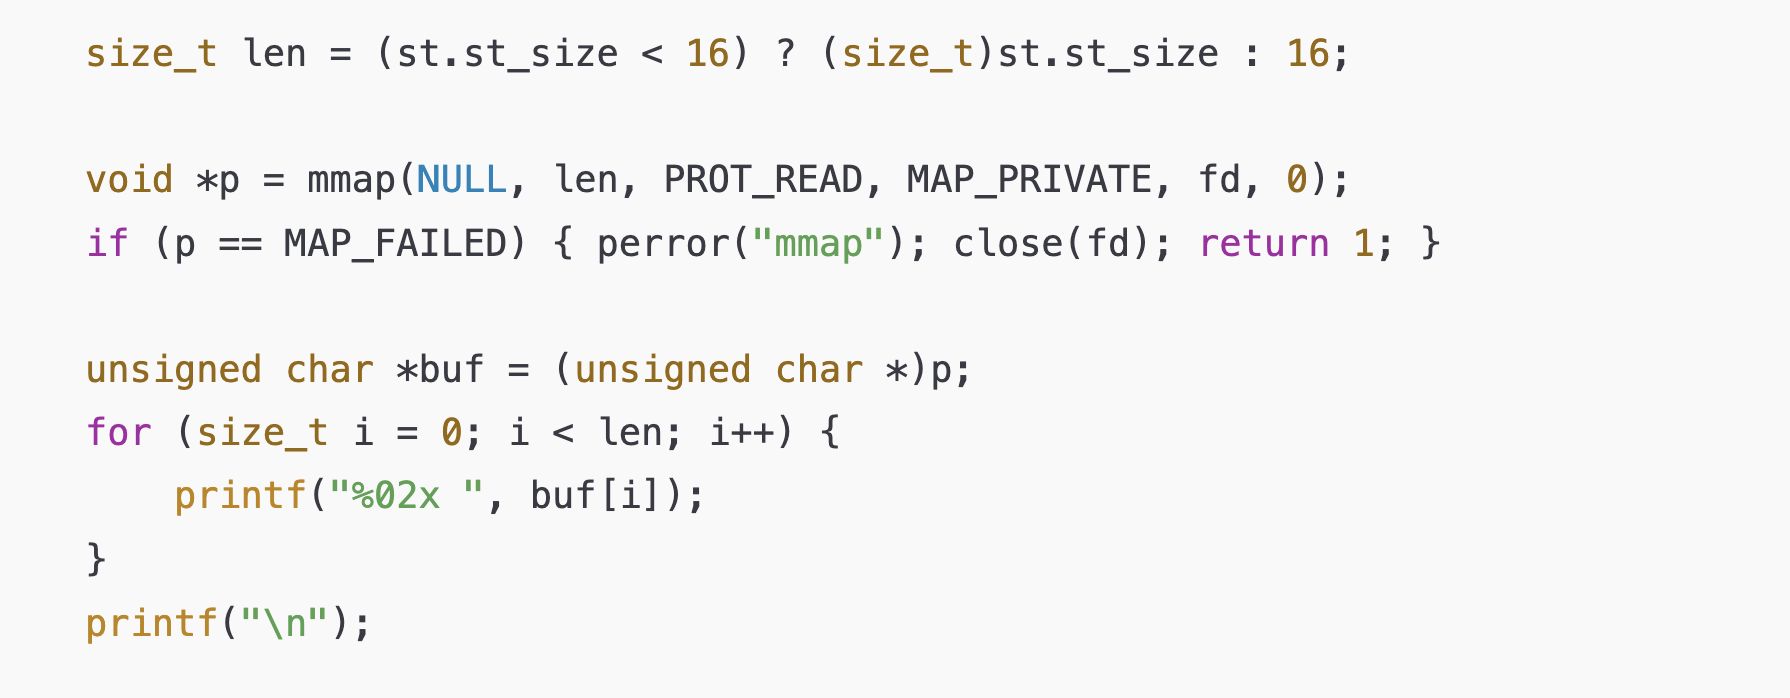 size_t len = (st.st_size < 16) ? (size_t)st.st_size : 16;
void *p = mmap(NULL, len, PROT_READ, MAP_PRIVATE, fd, 0);
if (p == MAP_FAILED) { perror("mmap"); close(fd); return 1; }
unsigned char *buf = (unsigned char *)p;
for (size_t i = 0; i < len; i++) {
    printf("%02x ", buf[i]);
}
printf("\n");